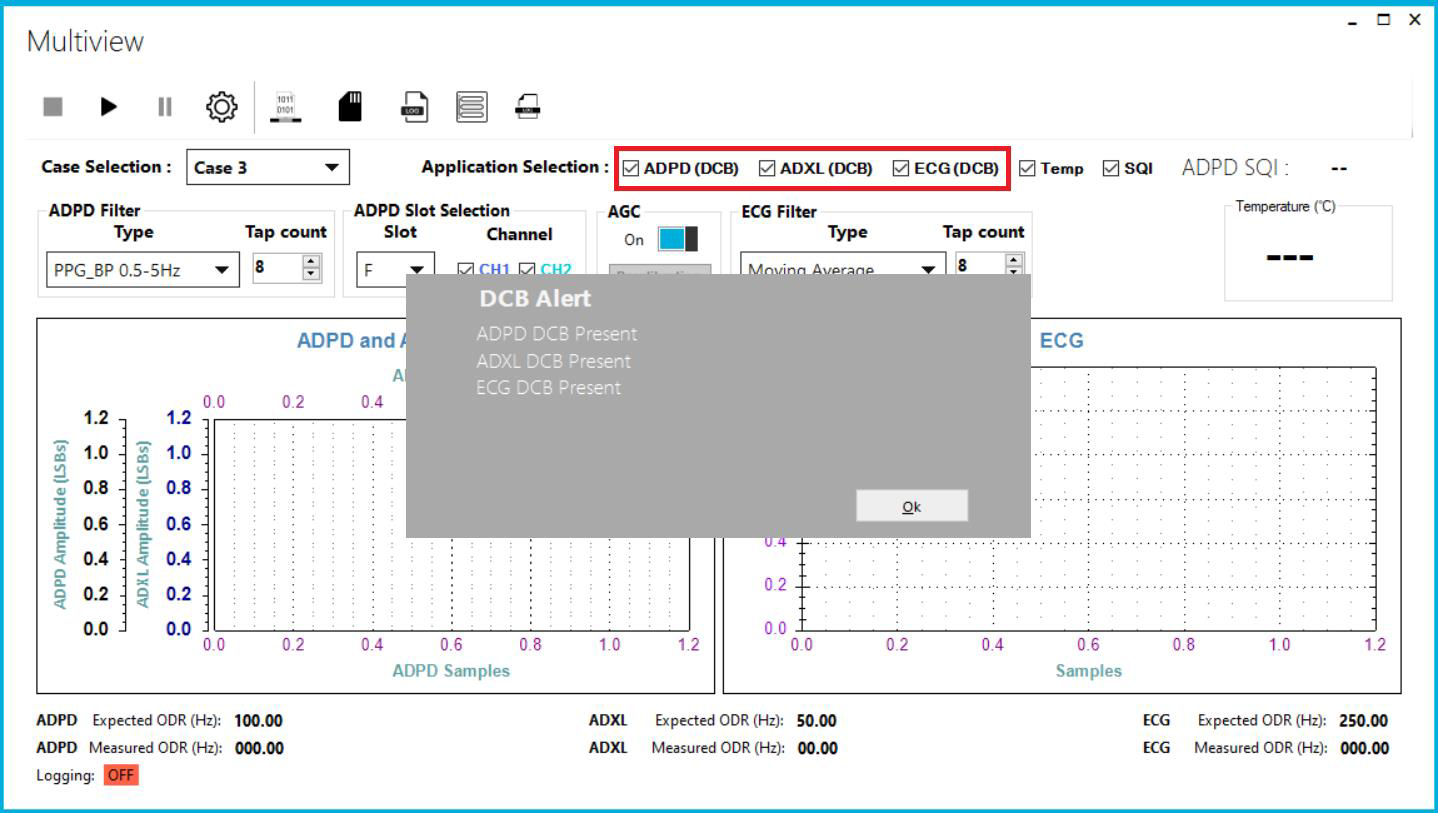 Multiview
1011
0101
LOG
Case Selection : Case 3 Application Selection : ADPD (DCB) ADXL (DCB) ECG (DCB) Temp SQI ADPD SQI : --
ADPD Filter ADPD Slot Selection AGC ECG Filter Temperature (°C)
Type Tap count Slot Channel On Type Tap count
PPG_BP 0.5-5Hz 8 F CH1 CH2 Moving Average 8 ---
DCB Alert
ADPD DCB Present
ADXL DCB Present
ECG DCB Present
Ok
ADPD and
ECG
0.0 0.2 0.4
ADPD Amplitude (LSBs)
1.2
1.0
0.8
0.6
0.4
0.2
0.0
ADXL Amplitude (LSBs)
1.2
1.0
0.8
0.6
0.4
0.2
0.0
0.0 0.2 0.4 0.6 0.8 1.0 1.2
ADPD Samples
0.4
0.2
0.0
0.0 0.2 0.4 0.6 0.8 1.0 1.2
Samples
ADPD Expected ODR (Hz): 100.00 ADXL Expected ODR (Hz): 50.00 ECG Expected ODR (Hz): 250.00
ADPD Measured ODR (Hz): 000.00 ADXL Measured ODR (Hz): 00.00 ECG Measured ODR (Hz): 000.00
Logging: OFF